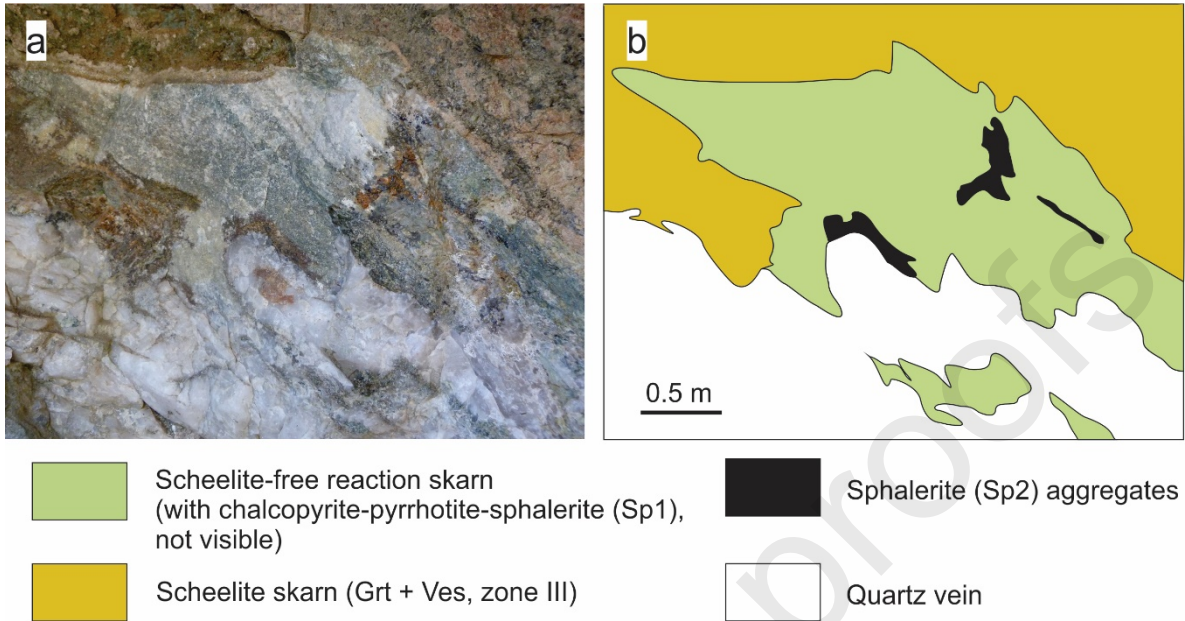 a
b
0.5 m
Scheelite-free reaction skarn
(with chalcopyrite-pyrrhotite-sphalerite (Sp1),
not visible)
Sphalerite (Sp2) aggregates
Scheelite skarn (Grt + Ves, zone III)
Quartz vein
proofs